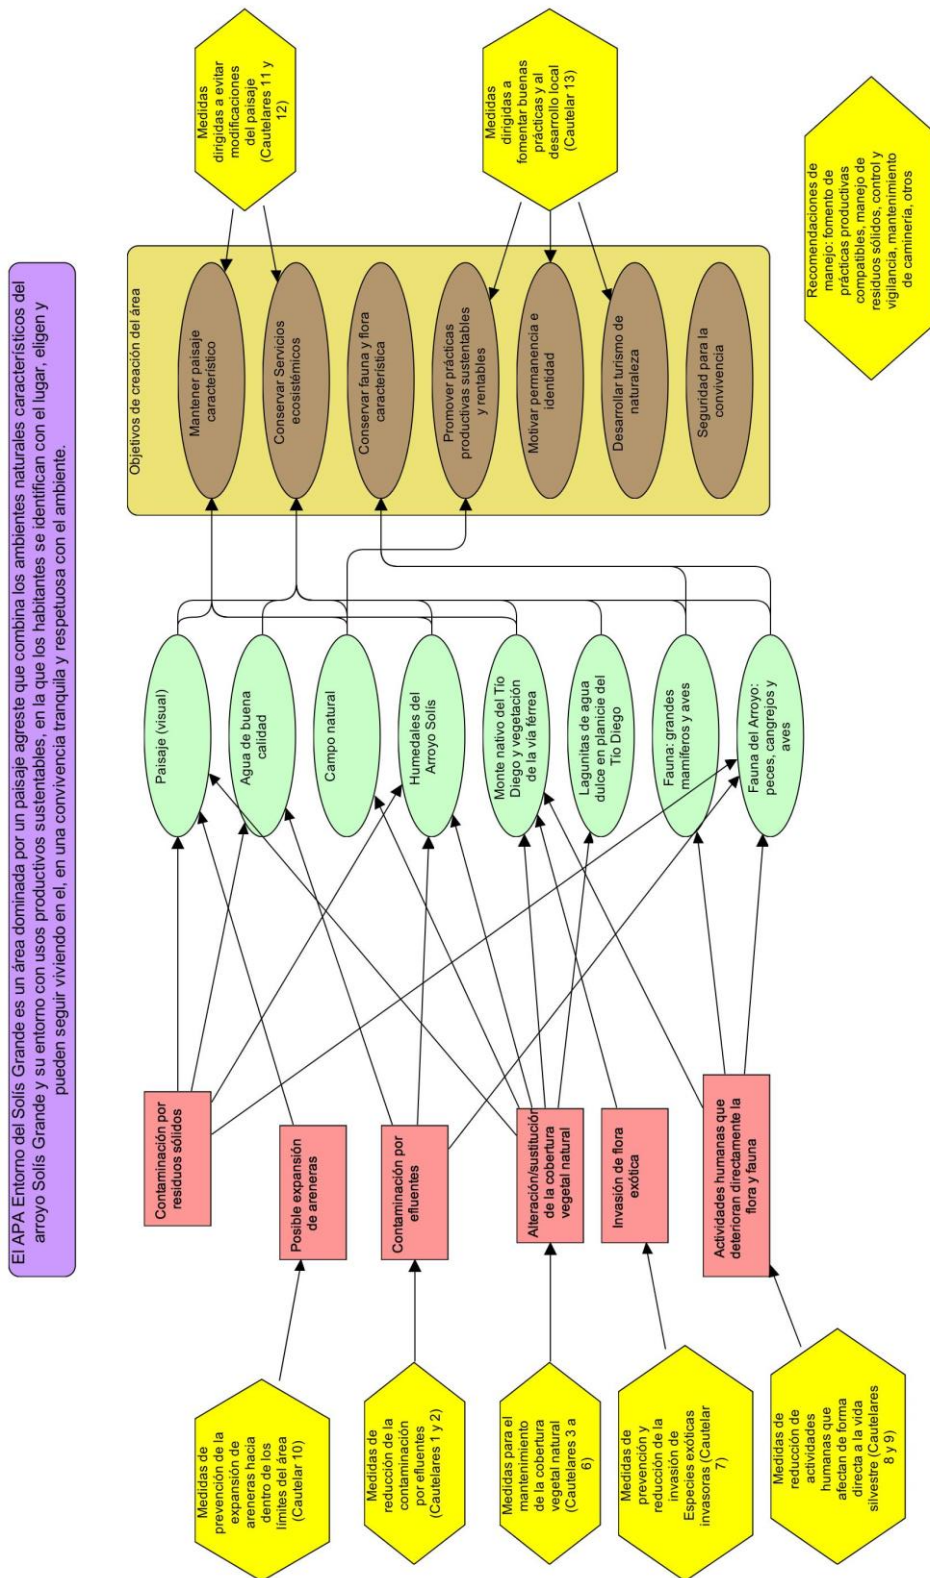 El APA Entorno del Solís Grande es un área dominada por un paisaje agreste que combina los ambientes naturales característicos del
arroyo Solís Grande y su entorno con usos productivos sustentables, en la que los habitantes se identifican con el lugar, eligen y
pueden seguir viviendo en el, en una convivencia tranquila y respetuosa con el ambiente.
Medidas de
prevención de la
expansión de
areneras hacia
dentro de los
límites del área
(Cautelar 10)
Medidas de
reducción de la
contaminación
por efluentes
(Cautelares 1 y 2)
Medidas para el
mantenimiento
de la cobertura
vegetal natural
(Cautelares 3 a
6)
Medidas de
prevención y
reducción de la
invasión de
Especies exóticas
invasoras (Cautelar
7)
Medidas de
reducción de
actividades
humanas que
afectan de forma
directa a la vida
silvestre (Cautelares
8 y 9)
Contaminación por
residuos sólidos
Posible expansión
de areneras
Contaminación por
efluentes
Alteración/sustitución
de la cobertura
vegetal natural
Invasión de flora
exótica
Actividades humanas que
deterioran directamente la
flora y fauna
Paisaje (visual)
Agua de buena
calidad
Campo natural
Humedales del
Arroyo Solís
Monte nativo del Tío
Diego y vegetación
de la vía férrea
Lagunitas de agua
dulce en planicie del
Tío Diego
Fauna: grandes
mamíferos y aves
Fauna del Arroyo:
peces, cangrejos y
aves
Objetivos de creación del área
Mantener paisaje
característico
Conservar Servicios
ecosistémicos
Conservar fauna y flora
característica
Promover prácticas
productivas sustentables
y rentables
Motivar permanencia e
identidad
Desarrollar turismo de
naturaleza
Seguridad para la
convivencia
Medidas
dirigidas a evitar
modificaciones
del paisaje
(Cautelares 11 y
12)
Medidas
dirigidas a
fomentar buenas
prácticas y al
desarrollo local
(Cautelar 13)
Recomendaciones de
manejo: fomento de
prácticas productivas
compatibles, manejo de
residuos sólidos, control y
vigilancia, mantenimiento
de caminería, otros